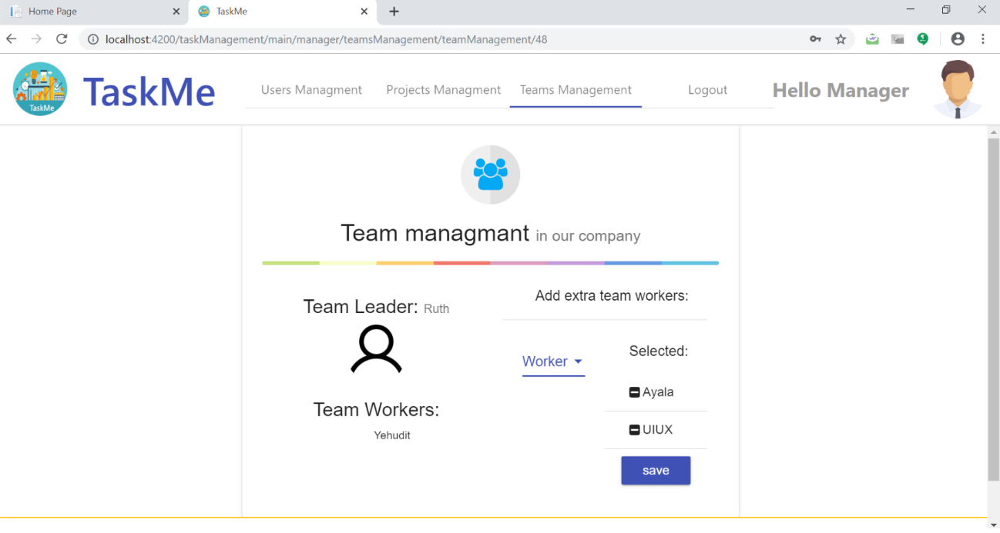 Home Page
TaskMe
localhost:4200/taskManagement/main/manager/teamsManagement/teamManagement/48
TaskMe
TaskMe
Users Managment
Projects Managment
Teams Management
Logout
Hello Manager
Team managmant in our company
Team Leader: Ruth
Team Workers:
Yehudit
Add extra team workers:
Worker
Selected:
Ayala
UIUX
save